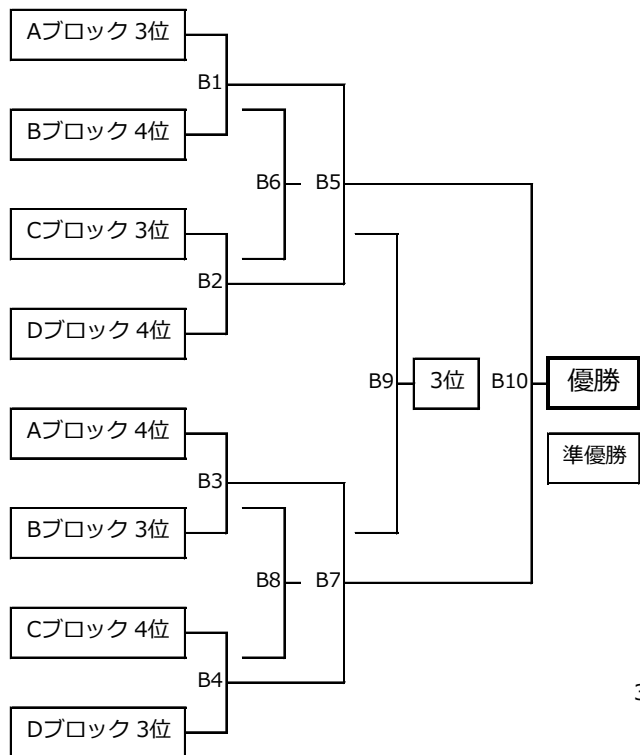 Aブロック 3位
B1
Bブロック 4位
B6
B5
Cブロック 3位
B2
Dブロック 4位
B9
3位
B10
優勝
Aブロック 4位
準優勝
B3
Bブロック 3位
B8
B7
Cブロック 4位
B4
3
Dブロック 3位